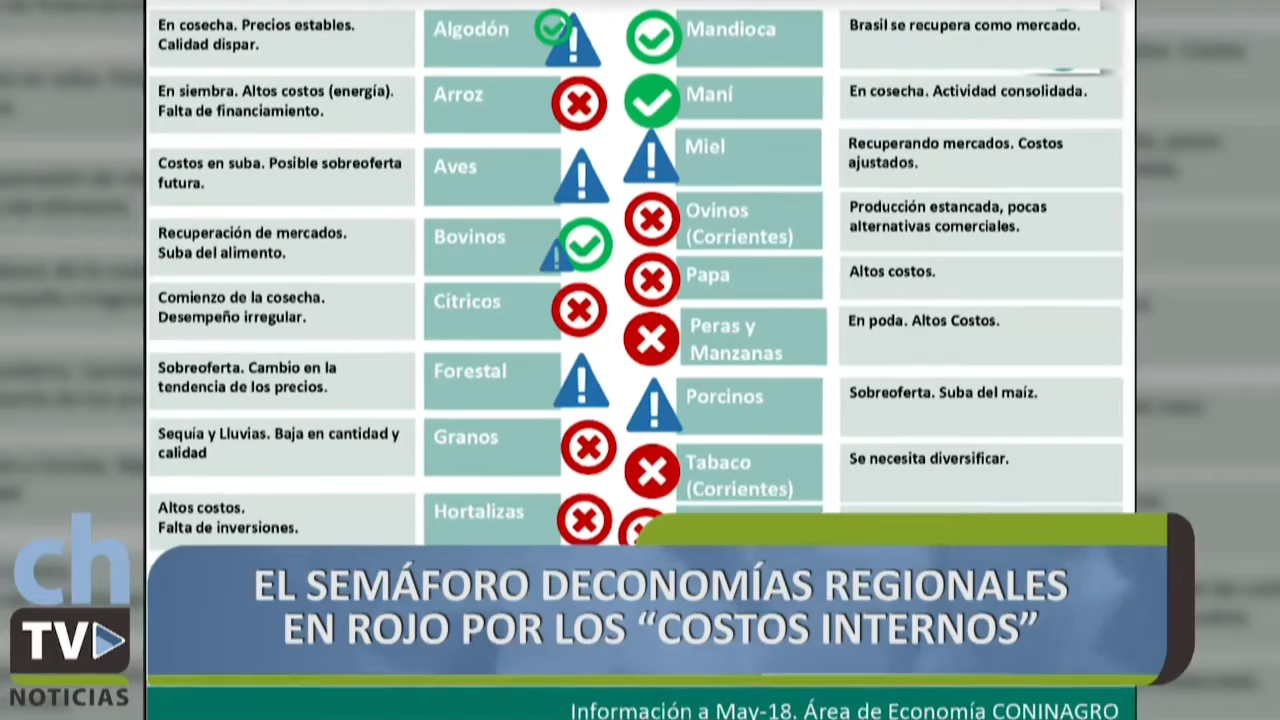 En cosecha. Precios estables.
Calidad dispar.
Algodón
Mandioca
Brasil se recupera como mercado.
En siembra. Altos costos (energía).
Falta de financiamiento.
Arroz
Maní
En cosecha. Actividad consolidada.
Costos en suba. Posible sobreoferta
futura.
Aves
Miel
Recuperando mercados. Costos
ajustados.
Recuperación de mercados.
Suba del alimento.
Bovinos
Ovinos
(Corrientes)
Producción estancada, pocas
alternativas comerciales.
Comienzo de la cosecha.
Desempeño irregular.
Cítricos
Papa
Altos costos.
Sobreoferta. Cambio en la
tendencia de los precios.
Forestal
Peras y
Manzanas
En poda. Altos Costos.
Sequía y Lluvias. Baja en cantidad y
calidad
Granos
Porcinos
Sobreoferta. Suba del maíz.
Altos costos.
Falta de inversiones.
Hortalizas
Tabaco
(Corrientes)
Se necesita diversificar.
EL SEMÁFORO DECONOMÍAS REGIONALES
EN ROJO POR LOS “COSTOS INTERNOS”
ch
TV
NOTICIAS
Información a May-18. Área de Economía CONINAGRO